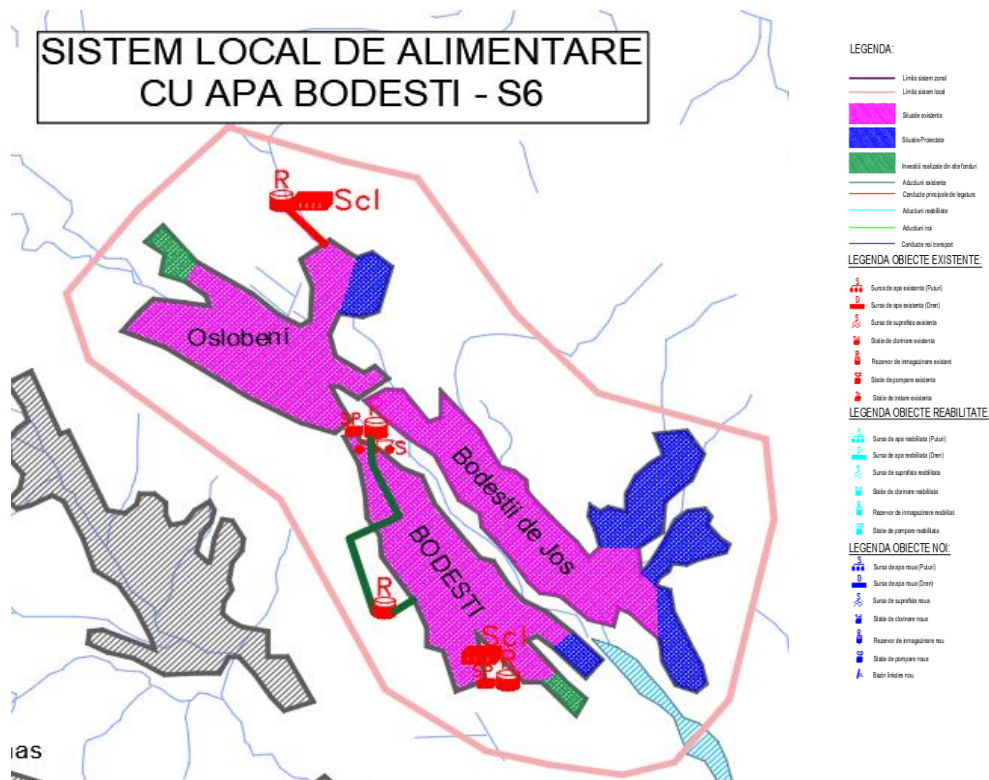 SISTEM LOCAL DE ALIMENTARE
CU APA BODESTI - S6
R
Scl
Oslobeni
SP
S
Bodestii de Jos
BODESTI
R
Scl
nas
LEGENDA:
Limita sistem zonal
Limita sistem local
Situatie existenta
Situatie Proiectata
Investitii realizate din alte fonduri
Aductiuni existente
Conducte principale de legatura
Aductiuni reabilitate
Aductiuni noi
Conducte noi transport
LEGENDA OBIECTE EXISTENTE:
Sursa de apa existenta (Puturi)
Sursa de apa existenta (Dren)
Sursa de suprafata existenta
Statie de clorinare existenta
Rezervor de inmagazinare existent
Statie de pompare existenta
Statie de tratare existenta
LEGENDA OBIECTE REABILITATE:
Sursa de apa reabilitata (Puturi)
Sursa de apa reabilitata (Dren)
Sursa de suprafata reabilitata
Statie de clorinare reabilitata
Rezervor de inmagazinare reabilitat
Statie de pompare reabilitata
LEGENDA OBIECTE NOI:
Sursa de apa noua (Puturi)
Sursa de apa noua (Dren)
Sursa de suprafata noua
Statie de clorinare noua
Rezervor de inmagazinare nou
Statie de pompare noua
Bazin linistire nou